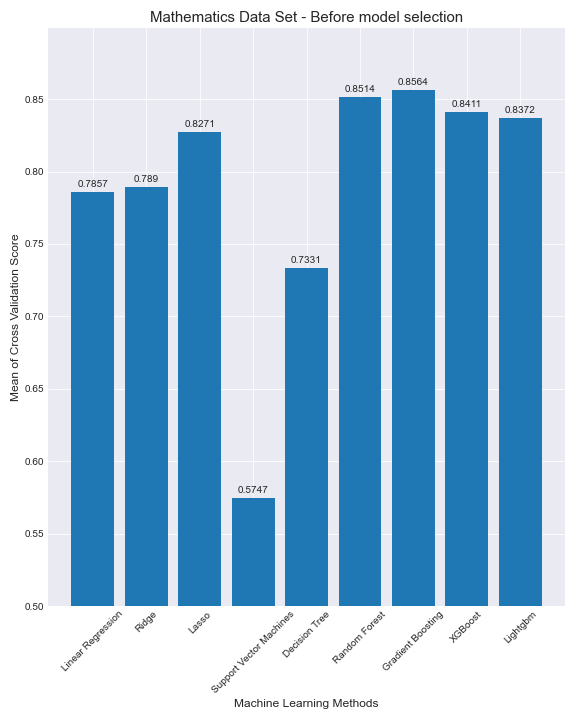 Mathematics Data Set - Before model selection
Mean of Cross Validation Score
0.85
0.80
0.75
0.70
0.65
0.60
0.55
0.50
0.7857
0.789
0.8271
0.5747
0.7331
0.8514
0.8564
0.8411
0.8372
Linear Regression
Ridge
Lasso
Support Vector Machines
Decision Tree
Random Forest
Gradient Boosting
XGBoost
Lightgbm
Machine Learning Methods